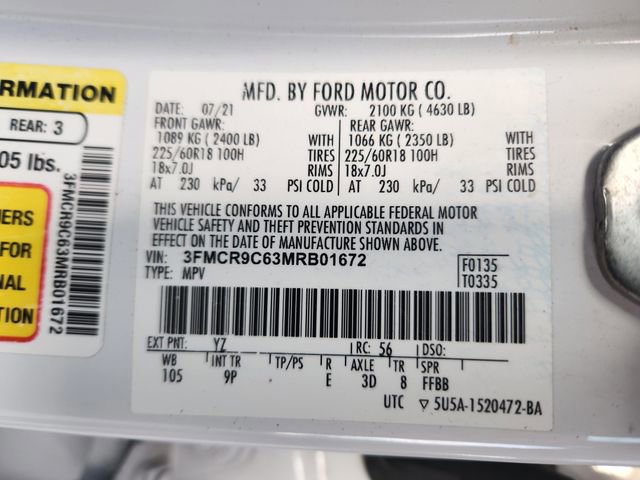 RMATION
REAR: 3
05 lbs.
3FMCR9C63MRB01672
FOR
NAL
TION
MFD. BY FORD MOTOR CO.
DATE: 07/21 GVWR: 2100 KG ( 4630 LB)
FRONT GAWR: REAR GAWR:
1089 KG ( 2400 LB) WITH 1066 KG ( 2350 LB) WITH
225/60R18 100H TIRES 225/60R18 100H TIRES
18x7.0J RIMS 18x7.0J RIMS
AT 230 kPa/ 33 PSI COLD AT 230 kPa/ 33 PSI COLD
THIS VEHICLE CONFORMS TO ALL APPLICABLE FEDERAL MOTOR
VEHICLE SAFETY AND THEFT PREVENTION STANDARDS IN
EFFECT ON THE DATE OF MANUFACTURE SHOWN ABOVE.
VIN: 3FMCR9C63MRB01672 F0135
TYPE: MPV T0335
EXT PNT: YZ RC: 56 DSO:
WB INT TR TP/PS R AXLE TR SPR
105 9P E 3D 8 FFBB
UTC ▽ 5U5A-1520472-BA